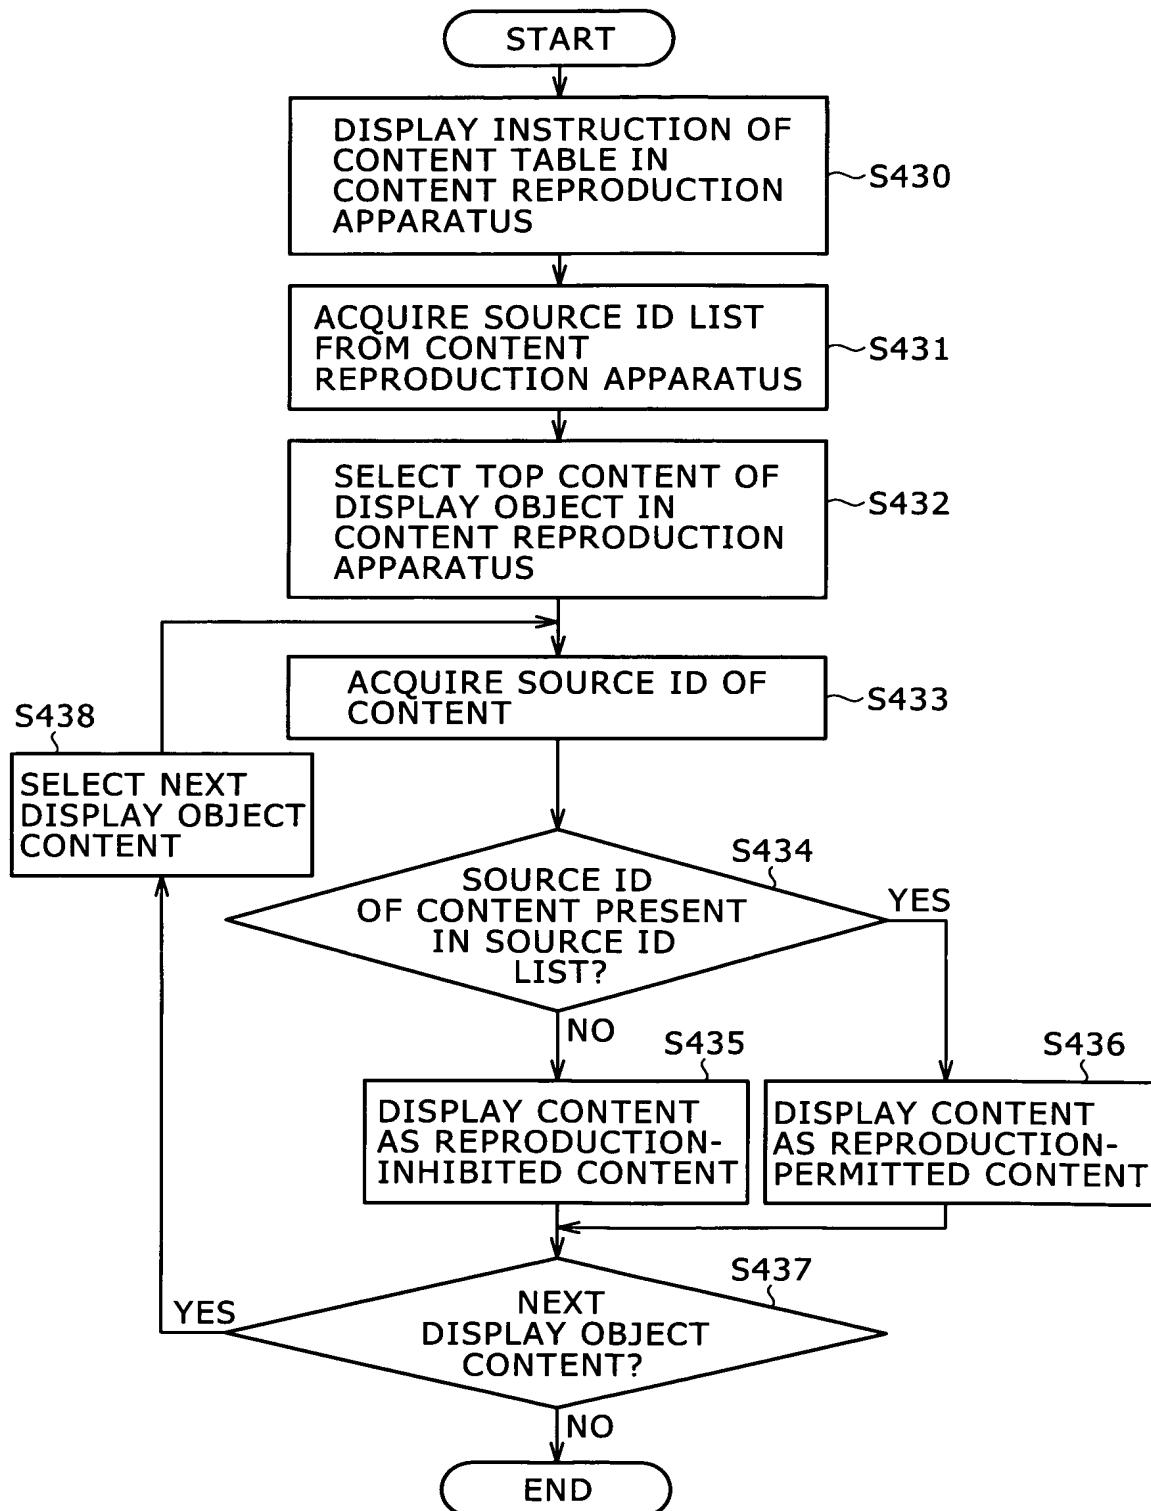 START
DISPLAY INSTRUCTION OF
CONTENT TABLE IN
CONTENT REPRODUCTION
APPARATUS
S430
ACQUIRE SOURCE ID LIST
FROM CONTENT
REPRODUCTION APPARATUS
S431
SELECT TOP CONTENT OF
DISPLAY OBJECT IN
CONTENT REPRODUCTION
APPARATUS
S432
ACQUIRE SOURCE ID OF
CONTENT
S433
S438
SELECT NEXT
DISPLAY OBJECT
CONTENT
S434
SOURCE ID
OF CONTENT PRESENT
IN SOURCE ID
LIST?
YES
NO
S435
DISPLAY CONTENT
AS REPRODUCTION-
INHIBITED CONTENT
S436
DISPLAY CONTENT
AS REPRODUCTION-
PERMITTED CONTENT
S437
NEXT
DISPLAY OBJECT
CONTENT?
YES
NO
END